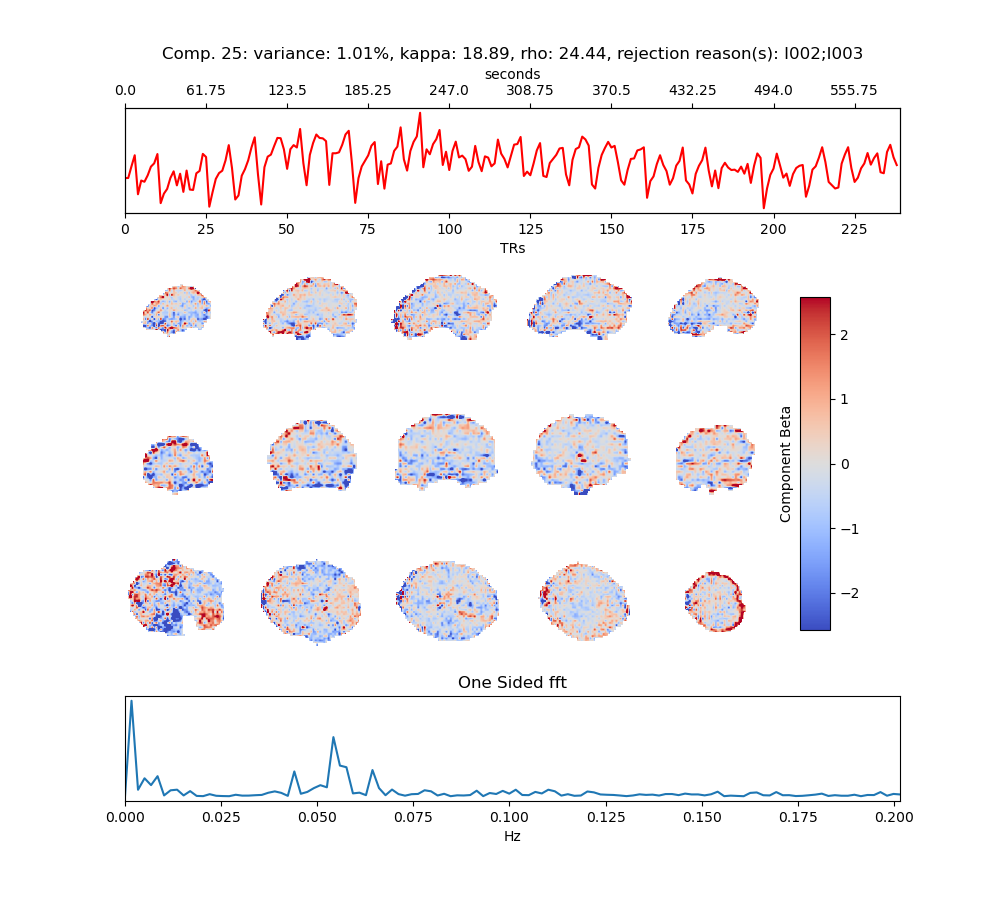 Comp. 25: variance: 1.01%, kappa: 18.89, rho: 24.44, rejection reason(s): I002;I003
seconds
0.0 61.75 123.5 185.25 247.0 308.75 370.5 432.25 494.0 555.75
0 25 50 75 100 125 150 175 200 225
TRs
2
1
0
−1
−2
Component Beta
One Sided fft
0.000 0.025 0.050 0.075 0.100 0.125 0.150 0.175 0.200
Hz